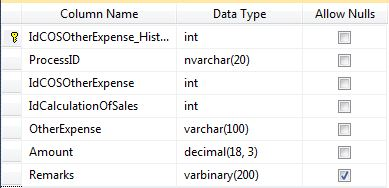 Column Name Data Type Allow Nulls
IdCOSOtherExpense_Hist... int
ProcessID nvarchar(20)
IdCOSOtherExpense int
IdCalculationOfSales int
OtherExpense varchar(100)
Amount decimal(18, 3)
Remarks varbinary(200)